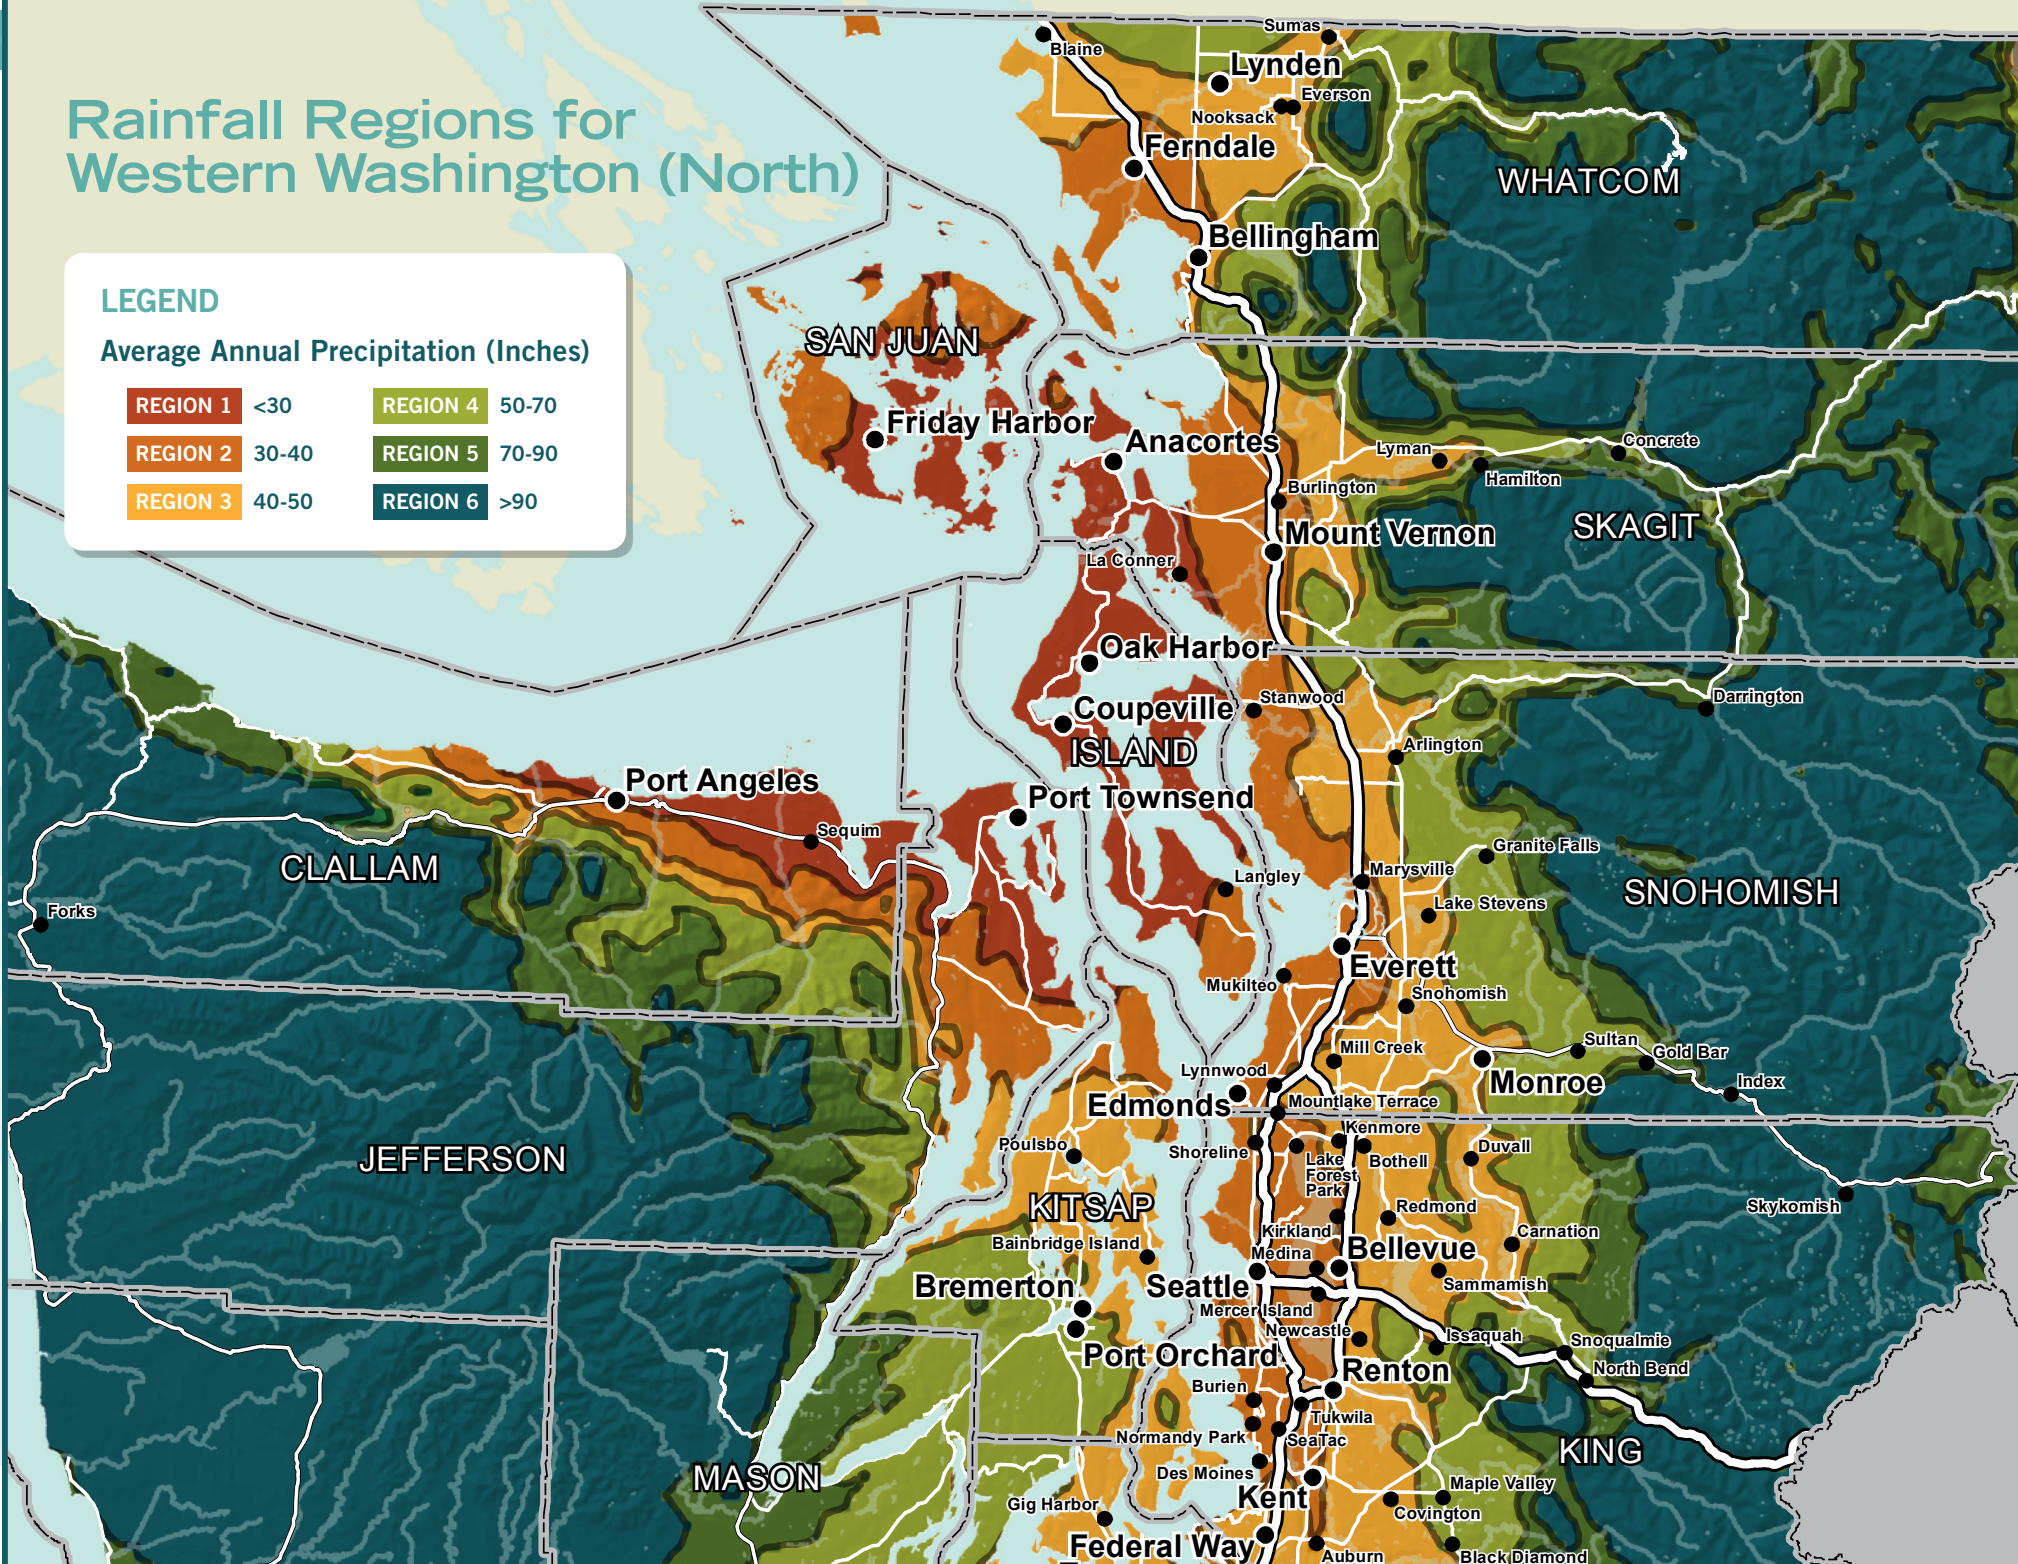 Rainfall Regions for
Western Washington (North)
LEGEND
Average Annual Precipitation (Inches)
REGION 1 <30
REGION 4 50-70
REGION 2 30-40
REGION 5 70-90
REGION 3 40-50
REGION 6 >90
Sumas
Blaine
Lynden
Everson
Nooksack
Ferndale
WHATCOM
Bellingham
SAN JUAN
Friday Harbor
Anacortes
Lyman
Concrete
Hamilton
Burlington
SKAGIT
Mount Vernon
La Conner
Oak Harbor
Stanwood
Darrington
Coupeville
ISLAND
Arlington
Port Angeles
Port Townsend
Sequim
Granite Falls
CLALLAM
Marysville
Langley
SNOHOMISH
Lake Stevens
Forks
Everett
Mukilteo
Snohomish
Mill Creek
Sultan
Gold Bar
Lynnwood
Monroe
Index
Edmonds
Mountlake Terrace
Kenmore
Poulsbo
Shoreline
Lake
Forest
Park
Bothell
Duvall
JEFFERSON
KITSAP
Redmond
Skykomish
Kirkland
Carnation
Bainbridge Island
Medina
Bellevue
Bremerton
Seattle
Sammamish
Mercer Island
Newcastle
Issaquah
Snoqualmie
Port Orchard
Renton
North Bend
Burien
Tukwila
Normandy Park
SeaTac
KING
MASON
Des Moines
Maple Valley
Kent
Gig Harbor
Covington
Federal Way
Auburn
Black Diamond